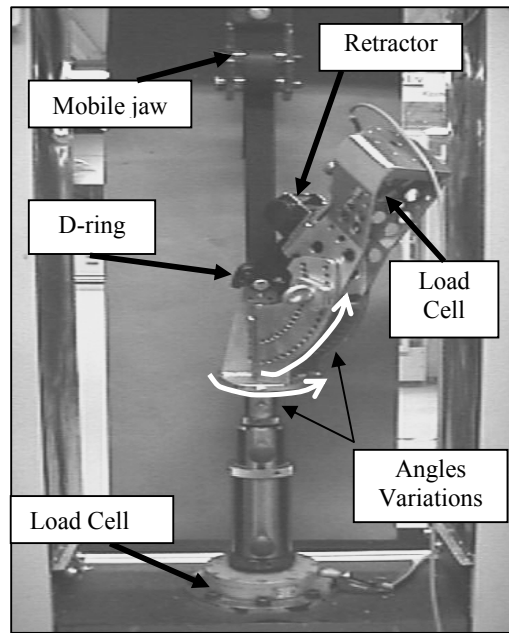 Retractor
Mobile jaw
D-ring
Load
Cell
Angles
Variations
Load Cell